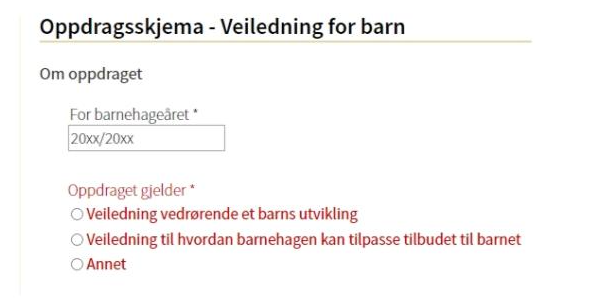 Oppdragsskjema - Veiledning for barn
Om oppdraget
For barnehageåret *
20xx/20xx
Oppdraget gjelder *
Veiledning vedrørende et barns utvikling
Veiledning til hvordan barnehagen kan tilpasse tilbudet til barnet
Annet